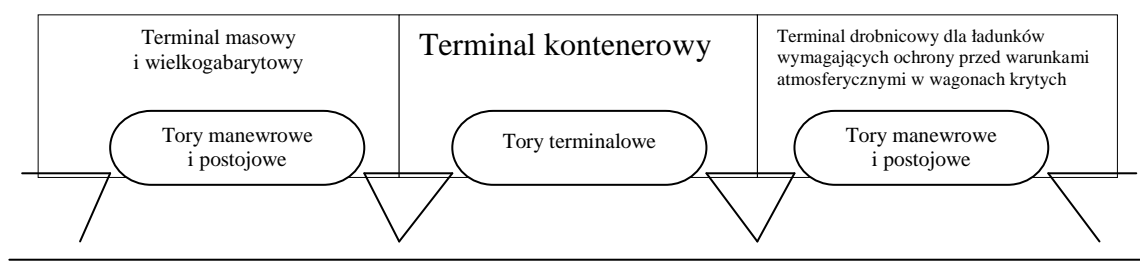 Terminal masowy
i wielkogabarytowy
Terminal kontenerowy
Terminal drobnicowy dla ładunków
wymagających ochrony przed warunkami
atmosferycznymi w wagonach krytych
Tory manewrowe
i postojowe
Tory terminalowe
Tory manewrowe
i postojowe